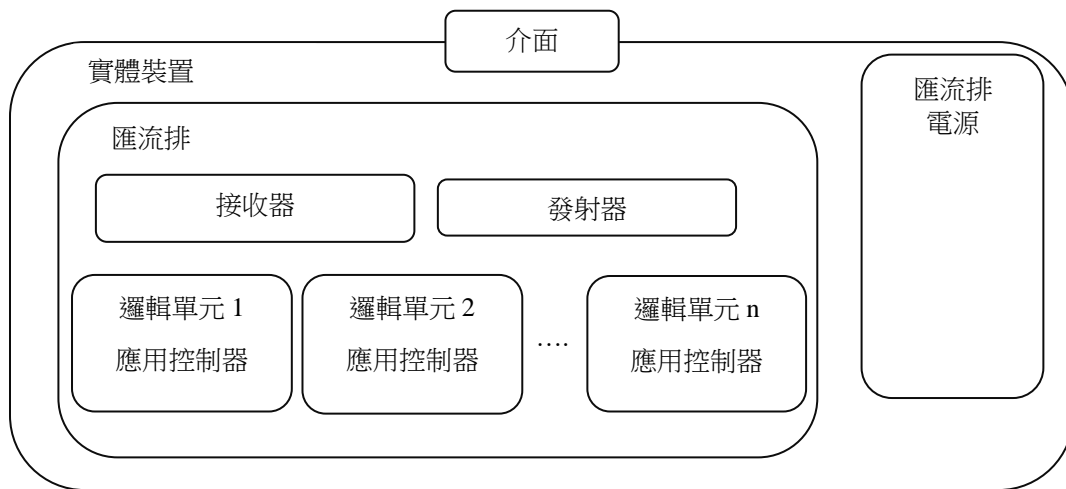 介面
實體裝置
匯流排
電源
匯流排
接收器
發射器
邏輯單元 1
應用控制器
邏輯單元 2
應用控制器
....
邏輯單元 n
應用控制器